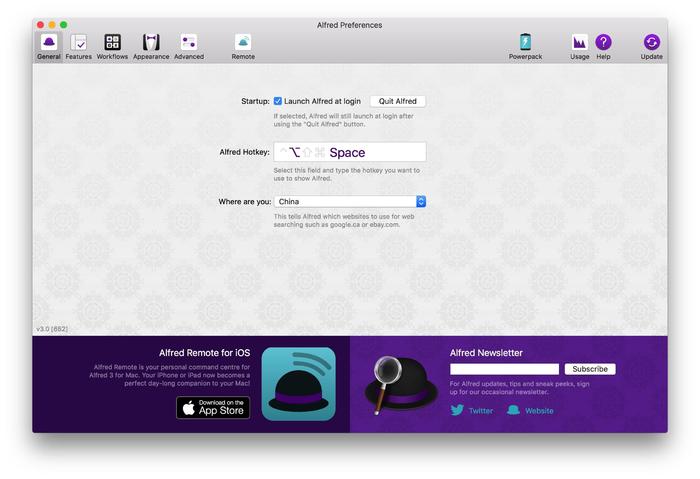 Alfred Preferences
General Features Workflows Appearance Advanced Remote Powerpack Usage Help Update
Startup: Launch Alfred at login Quit Alfred
If selected, Alfred will still launch at login after
using the "Quit Alfred" button.
Alfred Hotkey: ^⌥⇧⌘ Space
Select this field and type the hotkey you want to
use to show Alfred.
Where are you: China
This tells Alfred which websites to use for web
searching such as google.ca or ebay.com.
v3.0 [652]
Alfred Remote for iOS
Alfred Remote is your personal command centre for
Alfred 3 for Mac. Your iPhone or iPad now becomes a
perfect day-long companion to your Mac!
Download on the
App Store
Alfred Newsletter
Subscribe
For Alfred updates, tips and sneak peeks, sign
up for our occasional newsletter.
Twitter Website